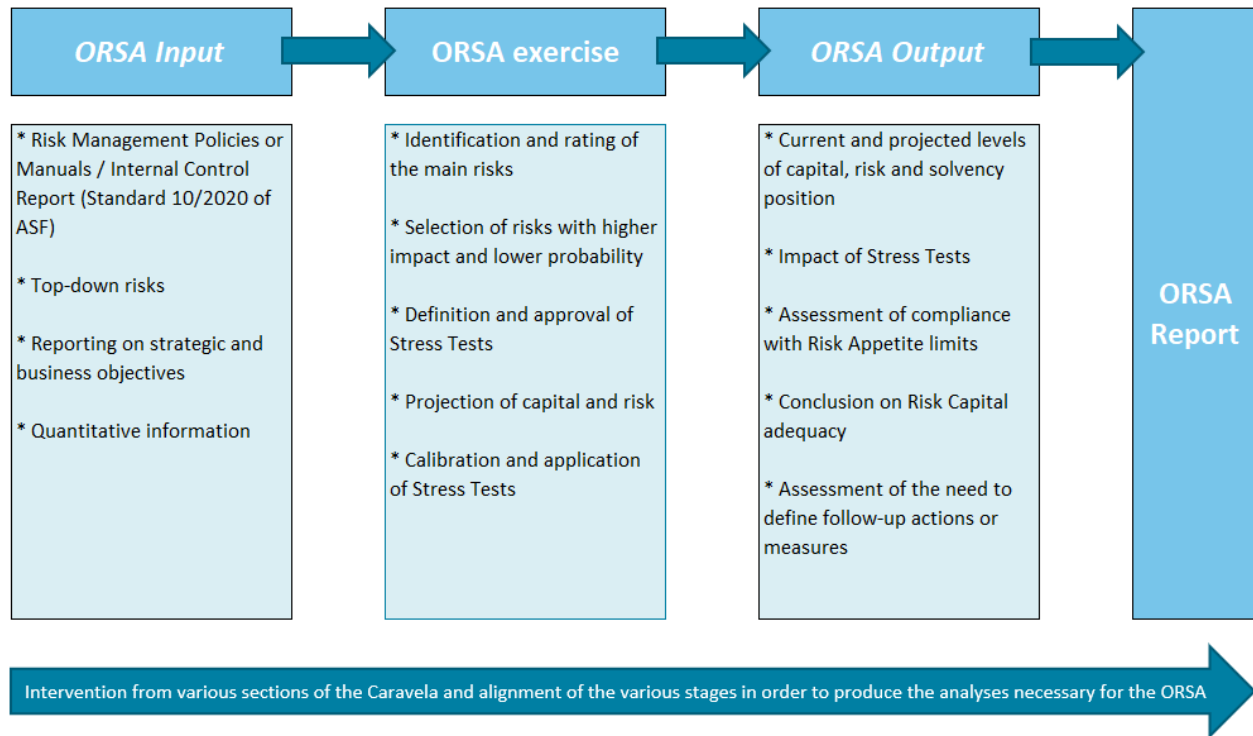 ORSA Input
ORSA exercise
ORSA Output
ORSA
Report
* Risk Management Policies or
Manuals / Internal Control
Report (Standard 10/2020 of
ASF)
* Top-down risks
* Reporting on strategic and
business objectives
* Quantitative information
* Identification and rating of
the main risks
* Selection of risks with higher
impact and lower probability
* Definition and approval of
Stress Tests
* Projection of capital and risk
* Calibration and application
of Stress Tests
* Current and projected levels
of capital, risk and solvency
position
* Impact of Stress Tests
* Assessment of compliance
with Risk Appetite limits
* Conclusion on Risk Capital
adequacy
* Assessment of the need to
define follow-up actions or
measures
Intervention from various sections of the Caravela and alignment of the various stages in order to produce the analyses necessary for the ORSA